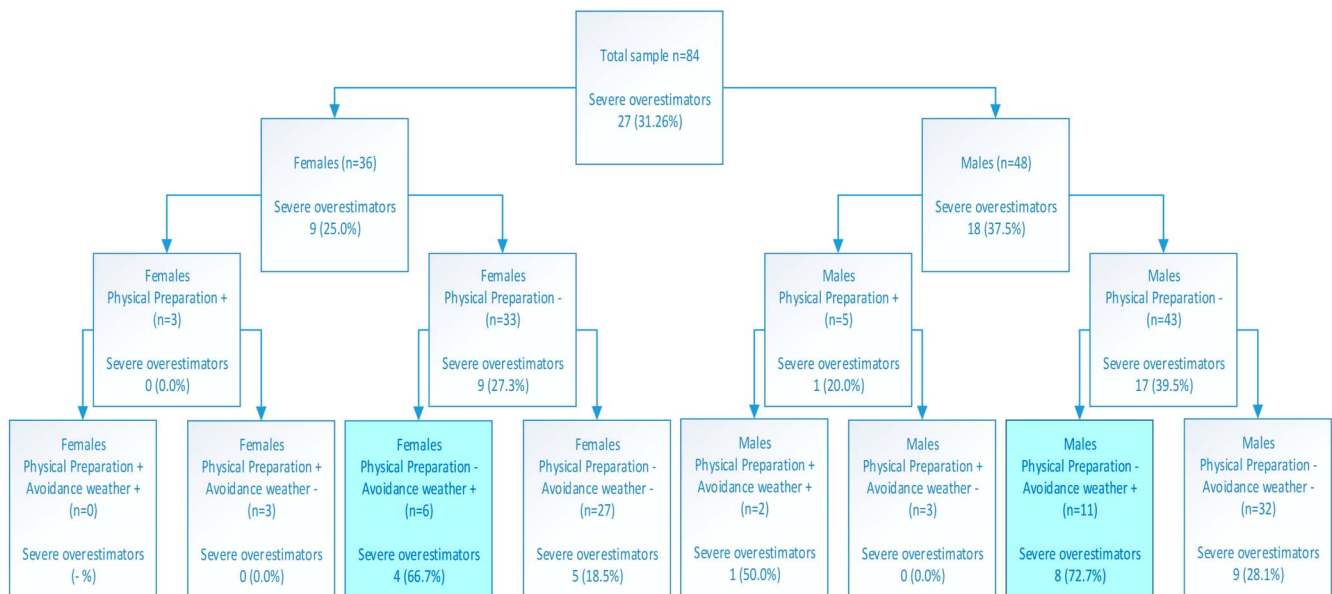 Total sample n=84
Severe overestimators
27 (31.26%)
Females (n=36)
Severe overestimators
9 (25.0%)
Males (n=48)
Severe overestimators
18 (37.5%)
Females
Physical Preparation +
(n=3)
Severe overestimators
0 (0.0%)
Females
Physical Preparation -
(n=33)
Severe overestimators
9 (27.3%)
Males
Physical Preparation +
(n=5)
Severe overestimators
1 (20.0%)
Males
Physical Preparation -
(n=43)
Severe overestimators
17 (39.5%)
Females
Physical Preparation +
Avoidance weather +
(n=0)
Severe overestimators
(- %)
Females
Physical Preparation +
Avoidance weather -
(n=3)
Severe overestimators
0 (0.0%)
Females
Physical Preparation -
Avoidance weather +
(n=6)
Severe overestimators
4 (66.7%)
Females
Physical Preparation -
Avoidance weather -
(n=27)
Severe overestimators
5 (18.5%)
Males
Physical Preparation +
Avoidance weather +
(n=2)
Severe overestimators
1 (50.0%)
Males
Physical Preparation +
Avoidance weather -
(n=3)
Severe overestimators
0 (0.0%)
Males
Physical Preparation -
Avoidance weather +
(n=11)
Severe overestimators
8 (72.7%)
Males
Physical Preparation -
Avoidance weather -
(n=32)
Severe overestimators
9 (28.1%)